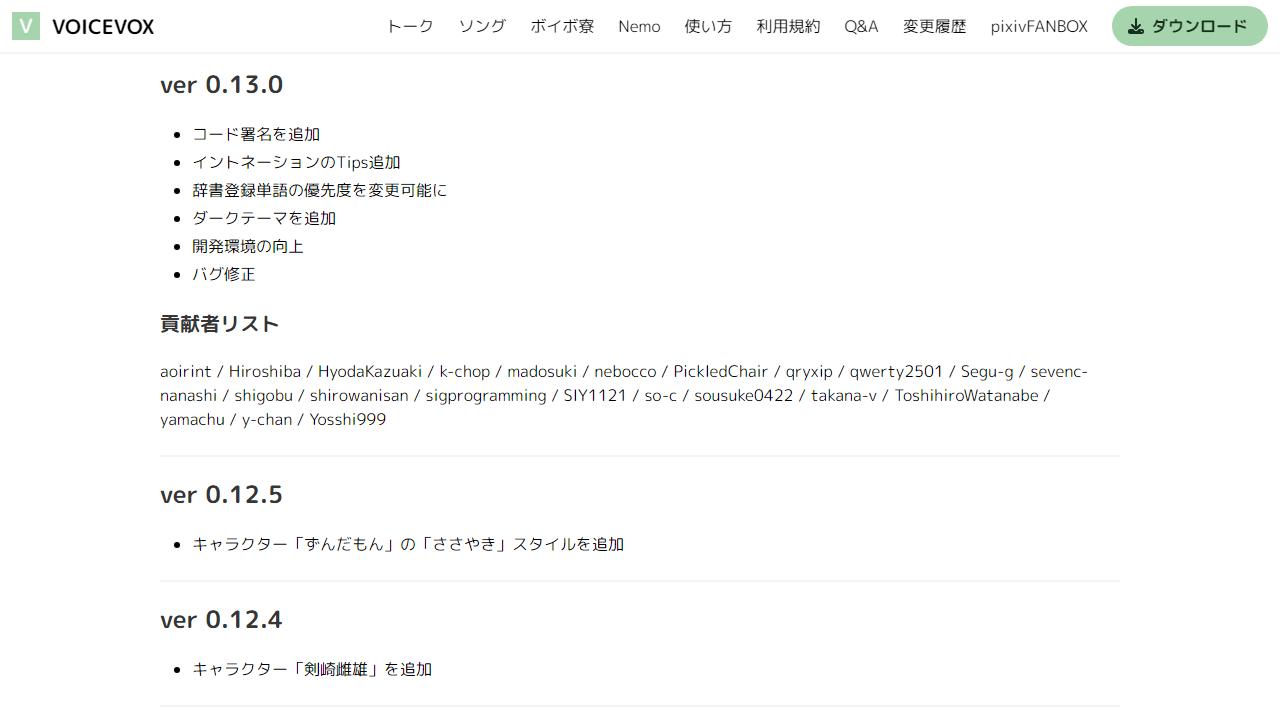 V VOICEVOX トーク ソング ボイボ寮 Nemo 使い方 利用規約 Q&A 変更履歴 pixivFANBOX ダウンロード
ver 0.13.0
• コード署名を追加
• イントネーションのTips追加
• 辞書登録単語の優先度を変更可能に
• ダークテーマを追加
• 開発環境の向上
• バグ修正
貢献者リスト
aoirint / Hiroshiba / HyodaKazuaki / k-chop / madosuki / nebocco / PickledChair / qryxip / qwerty2501 / Segu-g / sevenc-
nanashi / shigobu / shirowanisan / sigprogramming / SIY1121 / so-c / sousuke0422 / takana-v / ToshihiroWatanabe /
yamachu / y-chan / Yosshi999
ver 0.12.5
• キャラクター「ずんだもん」の「ささやき」スタイルを追加
ver 0.12.4
• キャラクター「剣崎雌雄」を追加